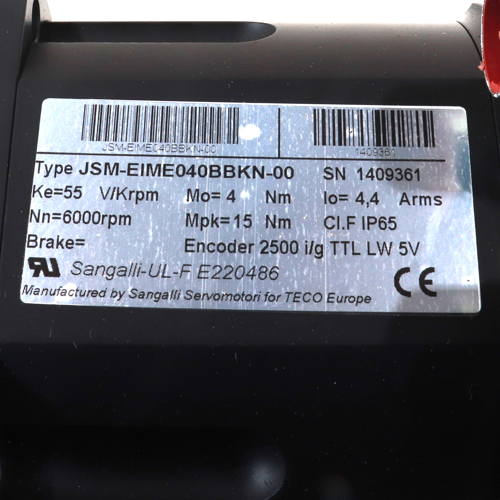 JSM-EIME040BBKN-00 1409361
Type JSM-EIME040BBKN-00 SN 1409361
Ke=55 V/Krpm Mo= 4 Nm Io= 4,4 Arms
Nn=6000rpm Mpk=15 Nm Cl.F IP65
Brake= Encoder 2500 i/g TTL LW 5V
Sangalli-UL-F E220486 CE
Manufactured by Sangalli Servomotori for TECO Europe